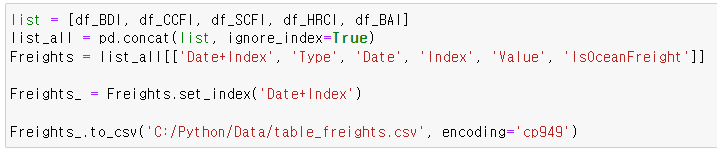 list = [df_BDI, df_CCFI, df_SCFI, df_HRCI, df_BAI]
list_all = pd.concat(list, ignore_index=True)
Freights = list_all[['Date+Index', 'Type', 'Date', 'Index', 'Value', 'IsOceanFreight']]
Freights_ = Freights.set_index('Date+Index')
Freights_.to_csv('C:/Python/Data/table_freights.csv', encoding='cp949')